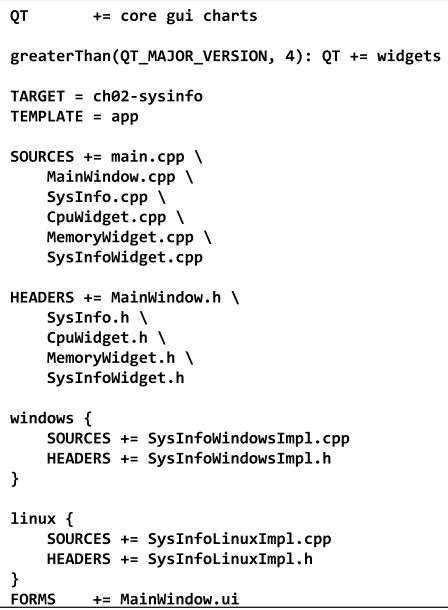 QT       += core gui charts
greaterThan(QT_MAJOR_VERSION, 4): QT += widgets
TARGET = ch02-sysinfo
TEMPLATE = app
SOURCES += main.cpp \
    MainWindow.cpp \
    SysInfo.cpp \
    CpuWidget.cpp \
    MemoryWidget.cpp \
    SysInfoWidget.cpp
HEADERS += MainWindow.h \
    SysInfo.h \
    CpuWidget.h \
    MemoryWidget.h \
    SysInfoWidget.h
windows {
    SOURCES += SysInfoWindowsImpl.cpp
    HEADERS += SysInfoWindowsImpl.h
}
linux {
    SOURCES += SysInfoLinuxImpl.cpp
    HEADERS += SysInfoLinuxImpl.h
}
FORMS    += MainWindow.ui